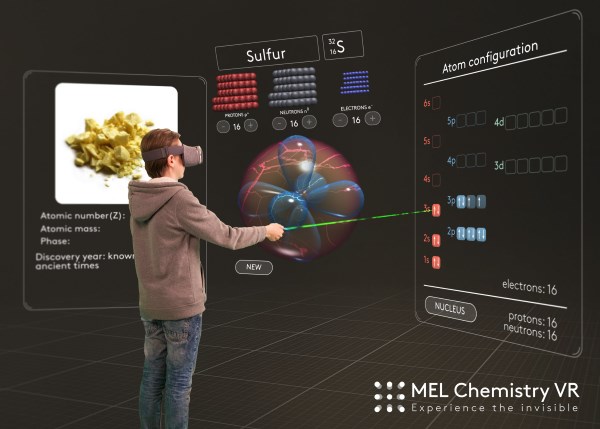 Sulfur
32
16 S
PROTONS p⁺
NEUTRONS n⁰
ELECTRONS e⁻
- 16 +
- 16 +
- 16 +
NEW
Atomic number(Z):
Atomic mass:
Phase:
Discovery year: known
ancient times
Atom configuration
6s
5p
4d
5s
4p
3d
4s
3p
3s
2p
2s
1s
electrons: 16
NUCLEUS
protons: 16
neutrons: 16
MEL Chemistry VR
Experience the invisible